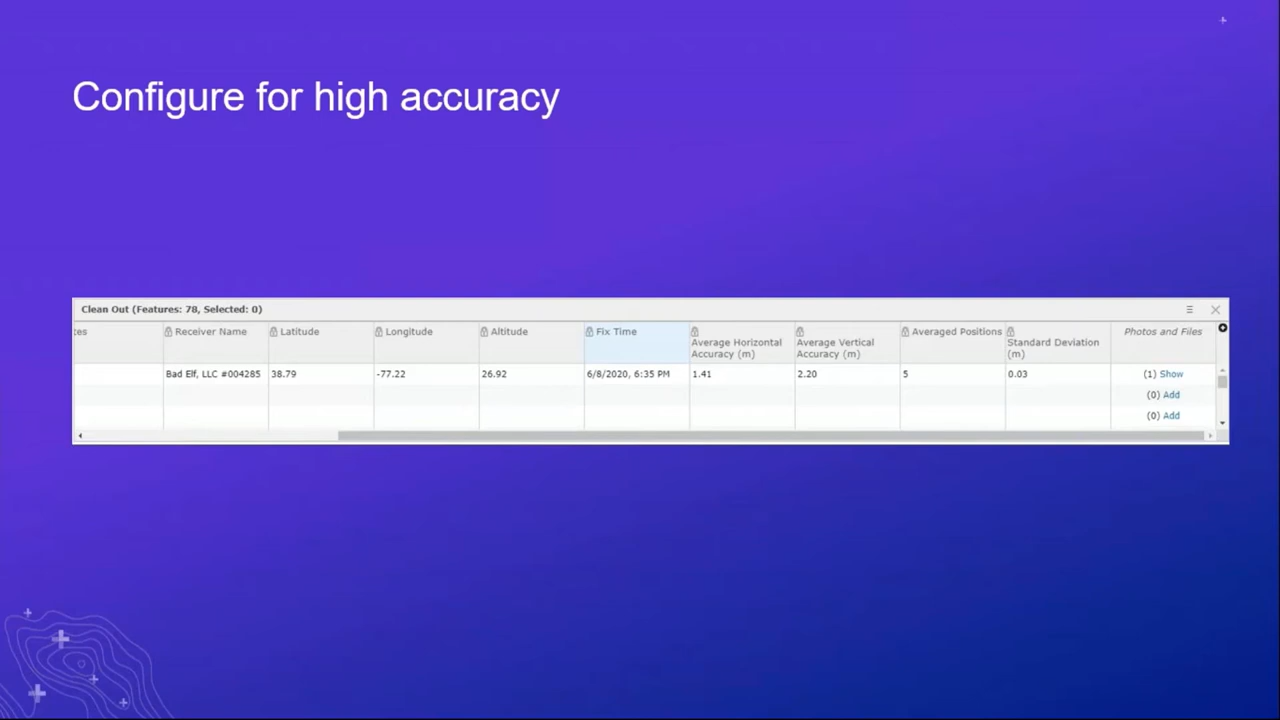 Configure for high accuracy
Clean Out (Features: 78, Selected: 0)
tes Receiver Name Latitude Longitude Altitude Fix Time Average Horizontal Accuracy (m) Average Vertical Accuracy (m) Averaged Positions Standard Deviation (m) Photos and Files
Bad Elf, LLC #004285 38.79 -77.22 26.92 6/8/2020, 6:35 PM 1.41 2.20 5 0.03 (1) Show
(0) Add
(0) Add